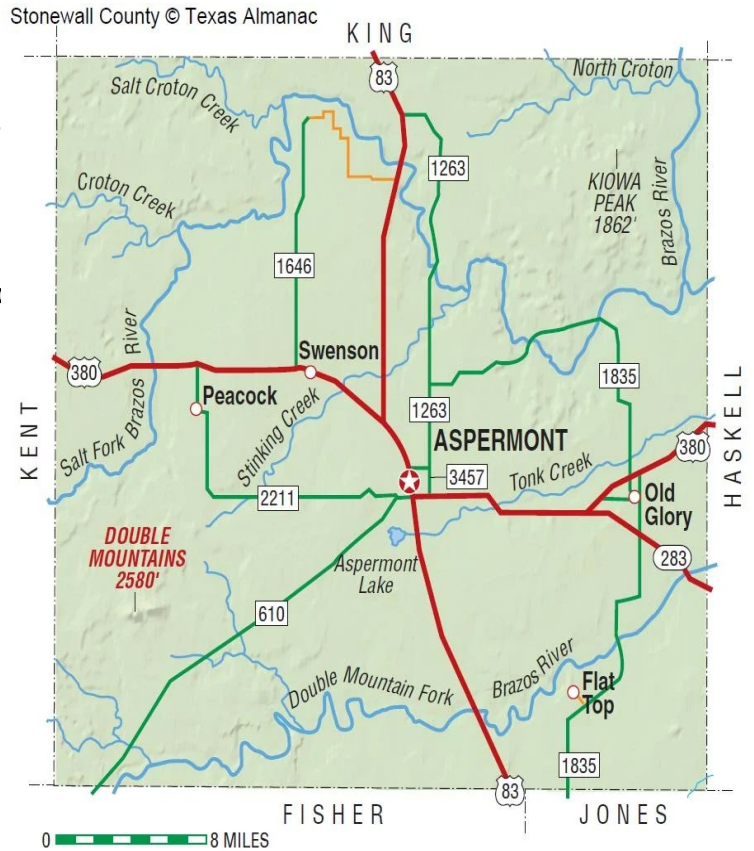 Stonewall County © Texas Almanac
KING
83
North Croton
Salt Croton
Creek
1263
KIOWA
PEAK
1862'
Brazos River
Croton Creek
1646
Salt Fork Brazos River
Swenson
380
Peacock
1835
KENT
HASKELL
Stinking Creek
1263
ASPERMONT
380
3457
Tonk Creek
2211
Old
Glory
DOUBLE
MOUNTAINS
2580'
Aspermont
Lake
283
610
Double Mountain Fork Brazos River
Flat
Top
1835
83
FISHER
JONES
0 8 MILES